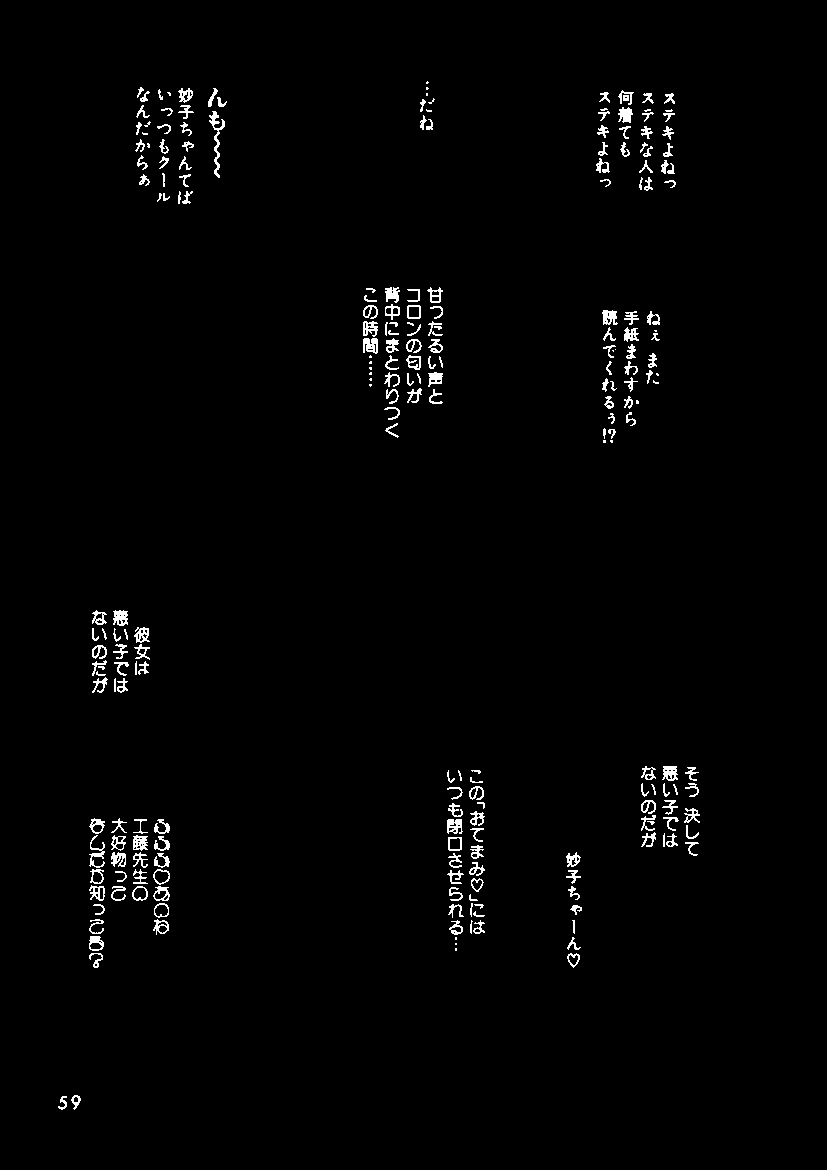 ステキよねっ
ステキな人は
何着ても
ステキよねっ
…だね
んも～～～
妙子ちゃんてば
いっつもクール
なんだからぁ
ねぇ また
手紙まわすから
読んでくれるぅ!?
甘ったるい声と
コロンの匂いが
背中にまとわりつく
この時間……
彼女は
悪い子では
ないのだが
そう 決して
悪い子では
ないのだが
妙子ちゃーん♡
この「おてまみ♡」には
いつも閉口させられる…
ふふふ♡あのね
工藤先生の
大好物って
なんだか知ってる?
59